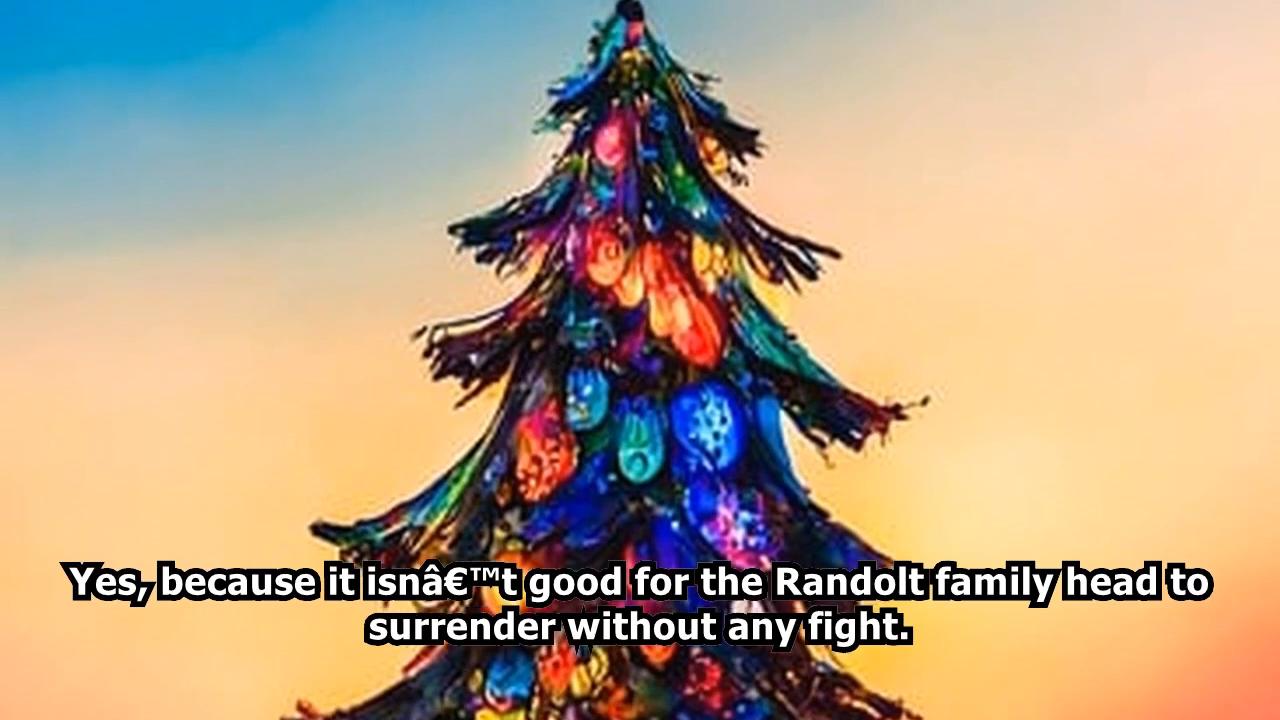 Yes, because it isnâ€™t good for the Randolt family head to
surrender without any fight.